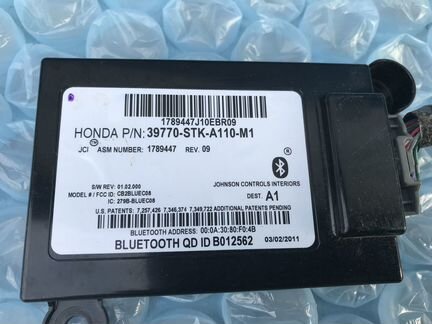 1789447J10EBR09
HONDA P/N: 39770-STK-A110-M1
JCI™ ASM NUMBER: 1789447 REV. 09
S/W REV: 01.02.000
MODEL # / FCC ID: CB2BLUEC08
IC: 279B-BLUEC08
JOHNSON CONTROLS INTERIORS
DEST. A1
U.S. PATENTS: 7,257,426 7,346,374 7,349,722 ADDITIONAL PATENTS PENDING
BLUETOOTH ADDRESS: 00:0A:30:80:F0:4B
BLUETOOTH QD ID B012562
03/02/2011